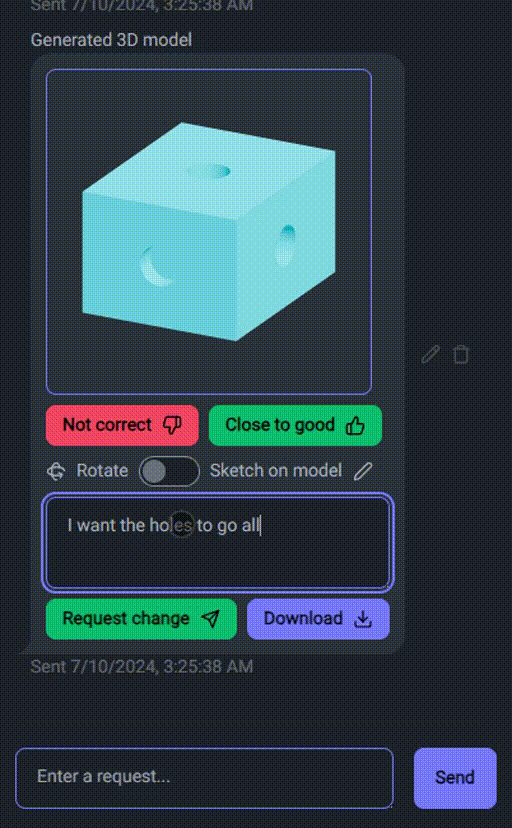 Sent 7/10/2024, 3:25:38 AM
Generated 3D model
Not correct
Close to good
Rotate
Sketch on model
I want the holes to go all
Request change
Download
Sent 7/10/2024, 3:25:38 AM
Enter a request...
Send